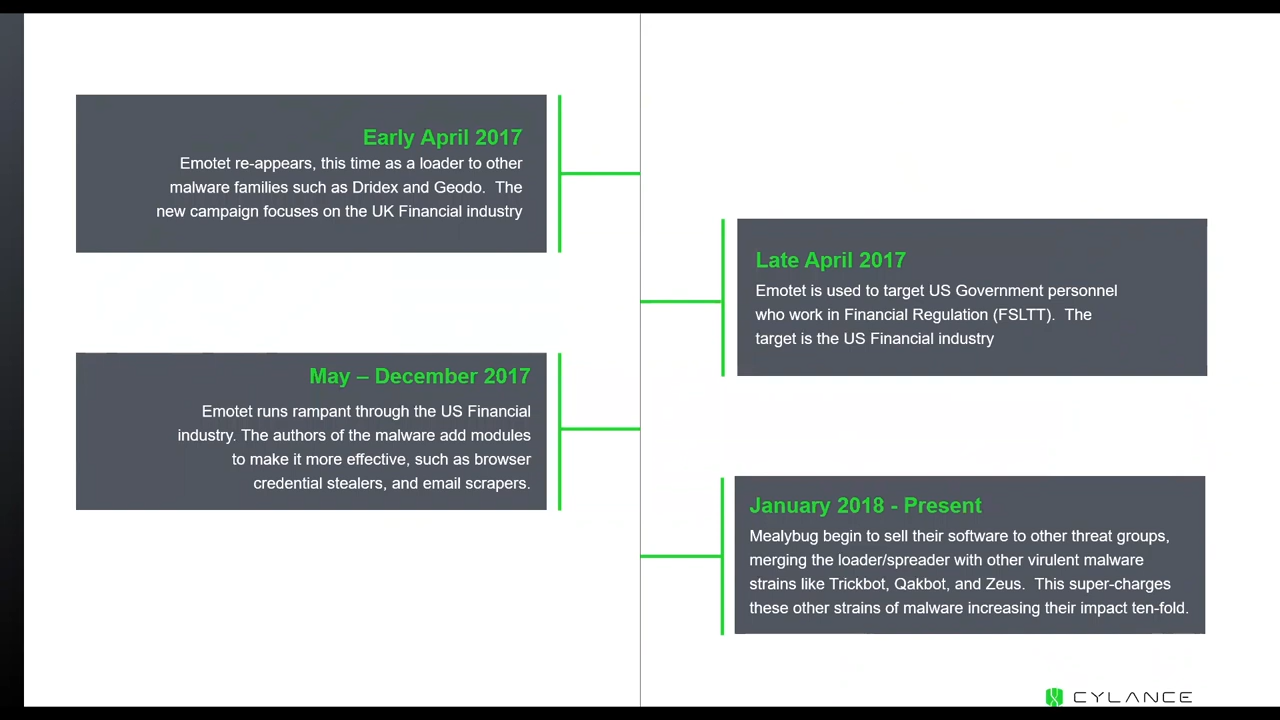 Early April 2017
Emotet re-appears, this time as a loader to other
malware families such as Dridex and Geodo.  The
new campaign focuses on the UK Financial industry
Late April 2017
Emotet is used to target US Government personnel
who work in Financial Regulation (FSLTT).  The
target is the US Financial industry
May – December 2017
Emotet runs rampant through the US Financial
industry. The authors of the malware add modules
to make it more effective, such as browser
credential stealers, and email scrapers.
January 2018 - Present
Mealybug begin to sell their software to other threat groups,
merging the loader/spreader with other virulent malware
strains like Trickbot, Qakbot, and Zeus.  This super-charges
these other strains of malware increasing their impact ten-fold.
CYLANCE